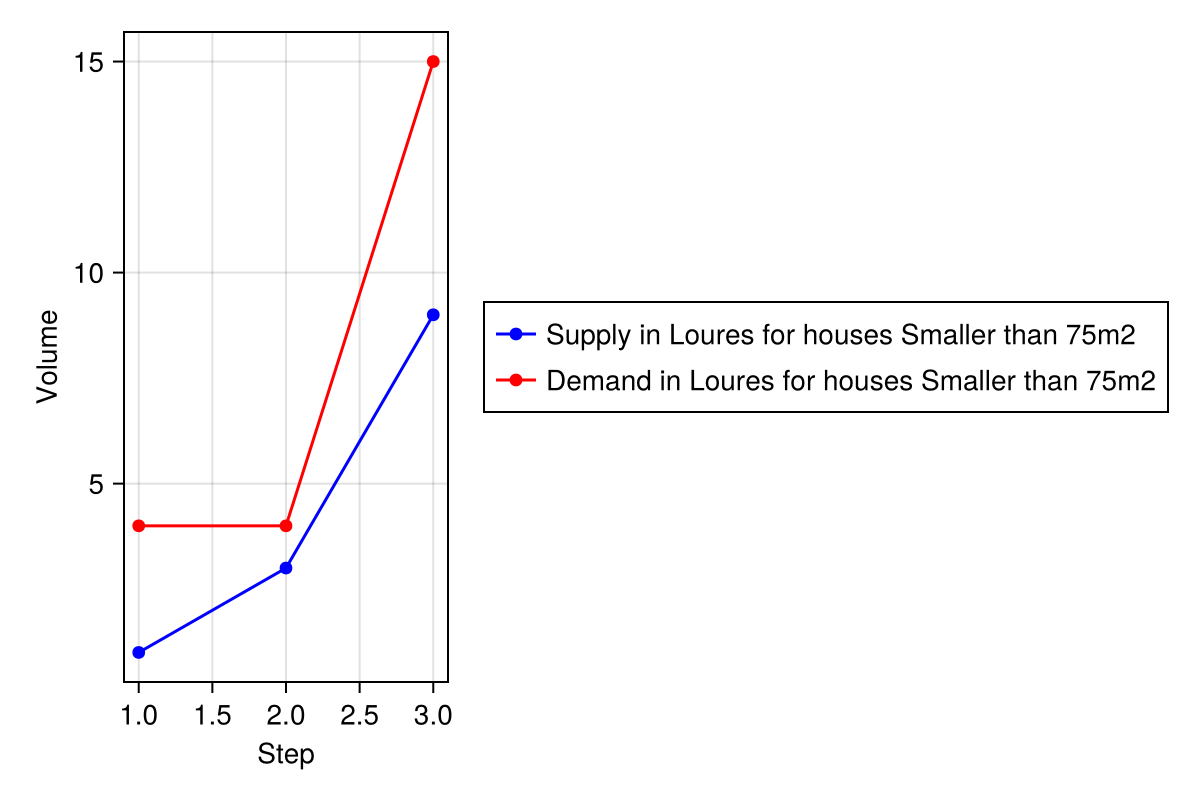 15
10
5
Volume
1.0 1.5 2.0 2.5 3.0
Step
Supply in Loures for houses Smaller than 75m2
Demand in Loures for houses Smaller than 75m2